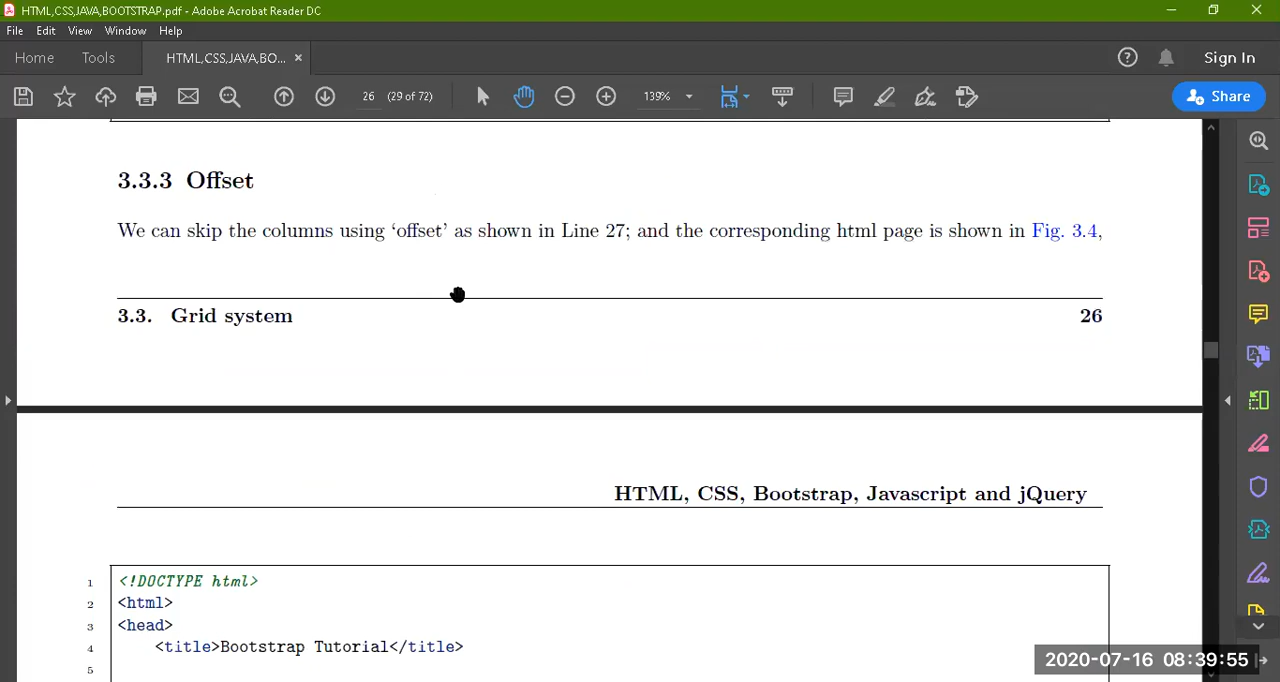 HTML,CSS,JAVA,BOOTSTRAP.pdf - Adobe Acrobat Reader DC
File Edit View Window Help
Home Tools HTML,CSS,JAVA,BO... × Sign In
26 (29 of 72) 139% Share
3.3.3 Offset
We can skip the columns using ‘offset’ as shown in Line 27; and the corresponding html page is shown in Fig. 3.4,
3.3. Grid system 26
HTML, CSS, Bootstrap, Javascript and jQuery
1 <!DOCTYPE html>
2 <html>
3 <head>
4 <title>Bootstrap Tutorial</title>
5
2020-07-16 08:39:55